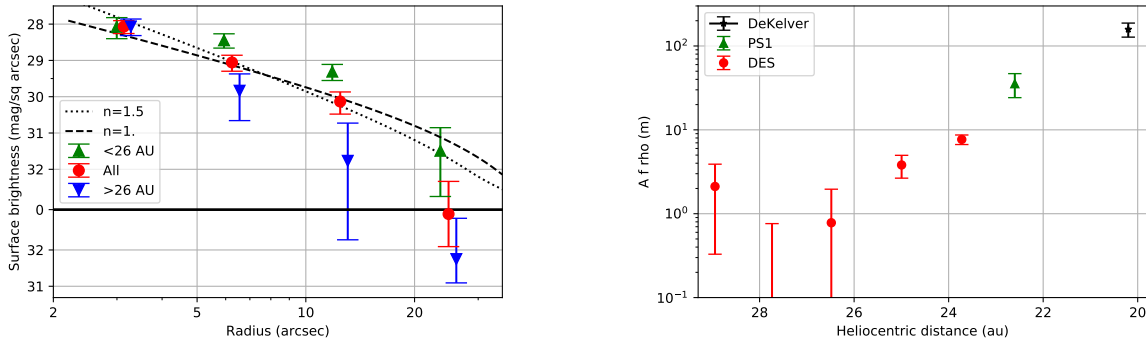 28
29
30
31
32
0
32
31
Surface brightness (mag/sq arcsec)
n=1.5
n=1.
<26 AU
All
>26 AU
2
5
10
20
Radius (arcsec)
10²
10¹
10⁰
10⁻¹
A f rho (m)
DeKelver
PS1
DES
28
26
24
22
20
Heliocentric distance (au)